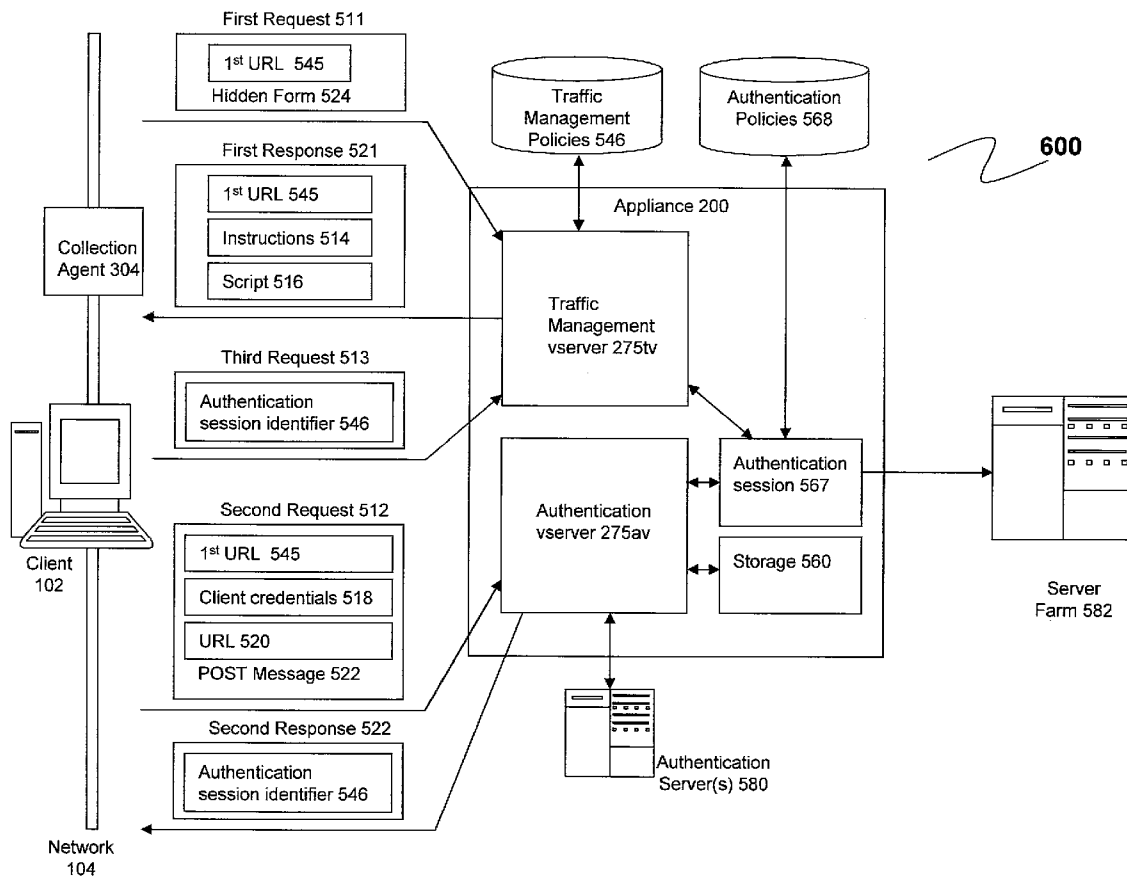 First Request 511
1st URL 545
Hidden Form 524
First Response 521
1st URL 545
Instructions 514
Script 516
Third Request 513
Authentication
session identifier 546
Second Request 512
1st URL 545
Client credentials 518
URL 520
POST Message 522
Second Response 522
Authentication
session identifier 546
Collection
Agent 304
Client
102
Network
104
Traffic
Management
Policies 546
Authentication
Policies 568
600
Appliance 200
Traffic
Management
vserver 275tv
Authentication
vserver 275av
Authentication
session 567
Storage 560
Authentication
Server(s) 580
Server
Farm 582